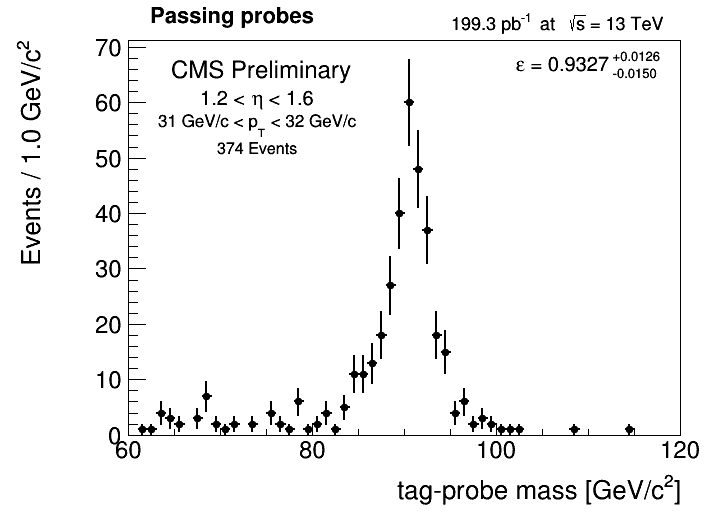 Passing probes
199.3 pb⁻¹ at √s = 13 TeV
CMS Preliminary
1.2 < η < 1.6
31 GeV/c < p_T < 32 GeV/c
374 Events
ε = 0.9327 +0.0126 -0.0150
Events / 1.0 GeV/c²
70
60
50
40
30
20
10
0
60 80 100 120
tag-probe mass [GeV/c²]